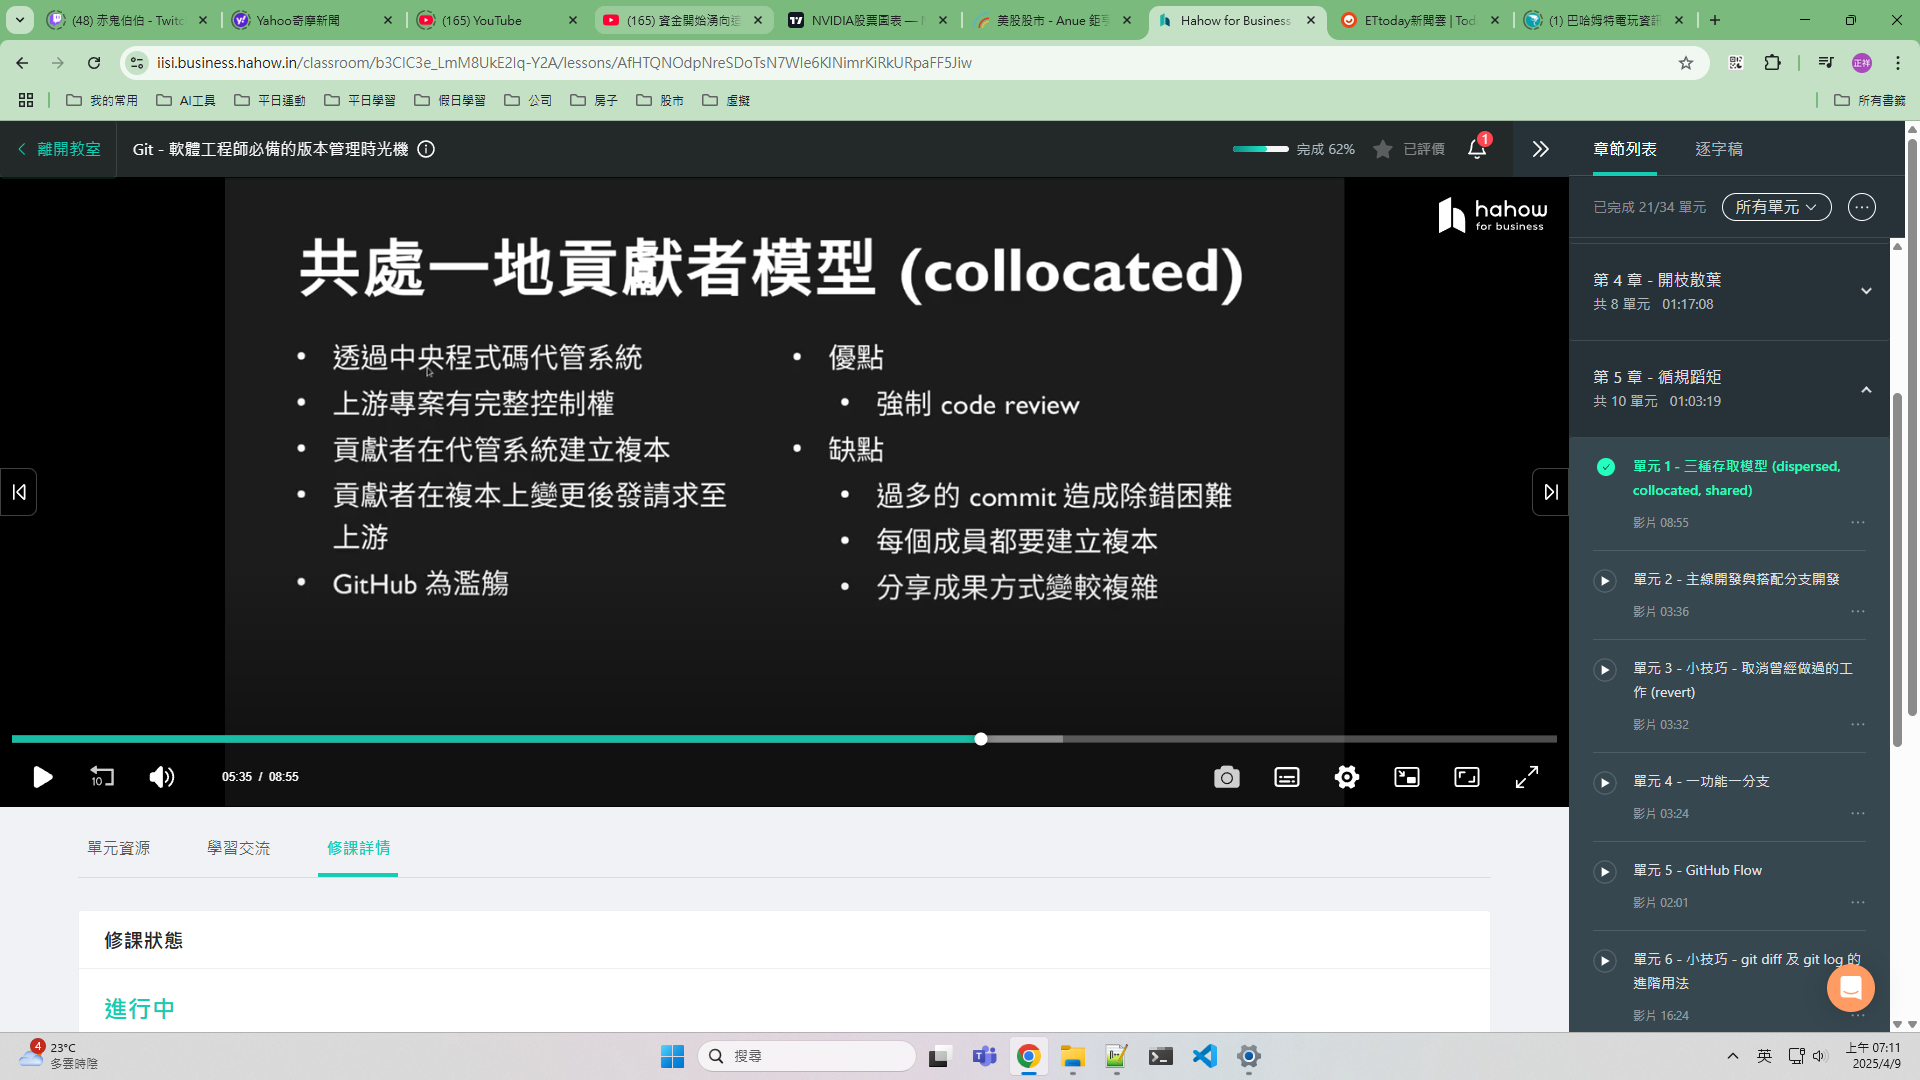 (48) 赤鬼伯伯 - Twitc
Yahoo奇摩新聞
(165) YouTube
(165) 資金開始湧向這
NVIDIA股票圖表 — N
美股股市 - Anue 鉅亨
Hahow for Business
ETtoday新聞雲 | Tod
(1) 巴哈姆特電玩資訊
iisi.business.hahow.in/classroom/b3ClC3e_LmM8UkE2lq-Y2A/lessons/AfHTQNOdpNreSDoTsN7Wle6KINimrKiRkURpaFF5Jiw
正祥
我的常用
AI工具
平日運動
平日學習
假日學習
公司
房子
股市
虛擬
所有書籤
離開教室
Git - 軟體工程師必備的版本管理時光機
完成 62%
已評價
1
章節列表
逐字稿
hahow
for business
共處一地貢獻者模型 (collocated)
• 透過中央程式碼代管系統
• 上游專案有完整控制權
• 貢獻者在代管系統建立複本
• 貢獻者在複本上變更後發請求至
上游
• GitHub 為濫觴
• 優點
• 強制 code review
• 缺點
• 過多的 commit 造成除錯困難
• 每個成員都要建立複本
• 分享成果方式變較複雜
10
05:35 / 08:55
已完成 21/34 單元
所有單元
第 4 章 - 開枝散葉
共 8 單元 01:17:08
第 5 章 - 循規蹈矩
共 10 單元 01:03:19
單元 1 - 三種存取模型 (dispersed,
collocated, shared)
影片 08:55
單元 2 - 主線開發與搭配分支開發
影片 03:36
單元 3 - 小技巧 - 取消曾經做過的工
作 (revert)
影片 03:32
單元 4 - 一功能一分支
影片 03:24
單元 5 - GitHub Flow
影片 02:01
單元 6 - 小技巧 - git diff 及 git log 的
進階用法
影片 16:24
單元資源
學習交流
修課詳情
修課狀態
進行中
4
23°C
多雲時陰
搜尋
英
上午 07:11
2025/4/9